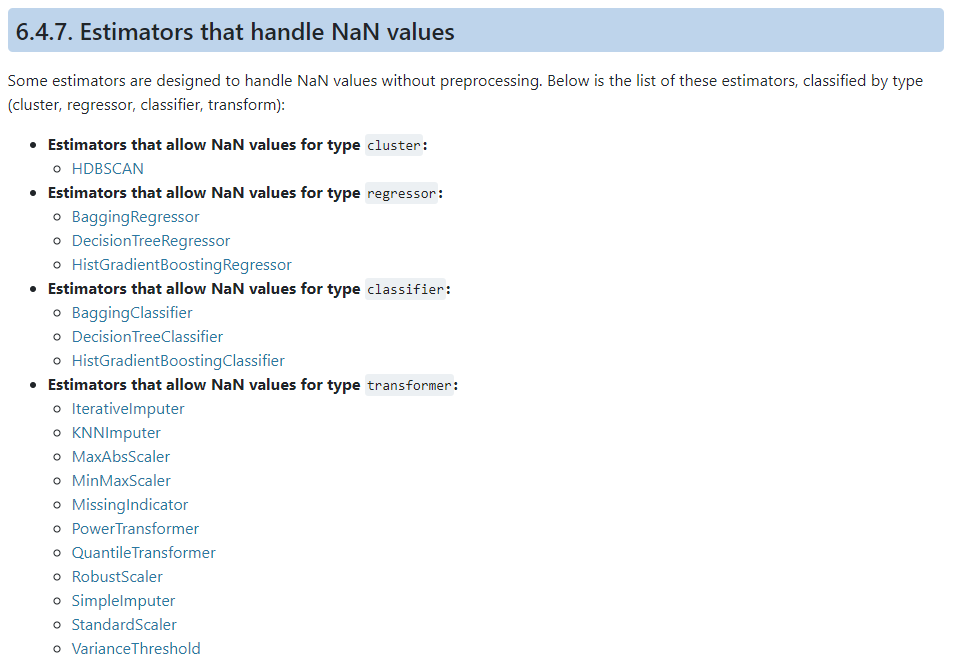 6.4.7. Estimators that handle NaN values
Some estimators are designed to handle NaN values without preprocessing. Below is the list of these estimators, classified by type
(cluster, regressor, classifier, transform):
Estimators that allow NaN values for type cluster:
HDBSCAN
Estimators that allow NaN values for type regressor:
BaggingRegressor
DecisionTreeRegressor
HistGradientBoostingRegressor
Estimators that allow NaN values for type classifier:
BaggingClassifier
DecisionTreeClassifier
HistGradientBoostingClassifier
Estimators that allow NaN values for type transformer:
IterativeImputer
KNNImputer
MaxAbsScaler
MinMaxScaler
MissingIndicator
PowerTransformer
QuantileTransformer
RobustScaler
SimpleImputer
StandardScaler
VarianceThreshold